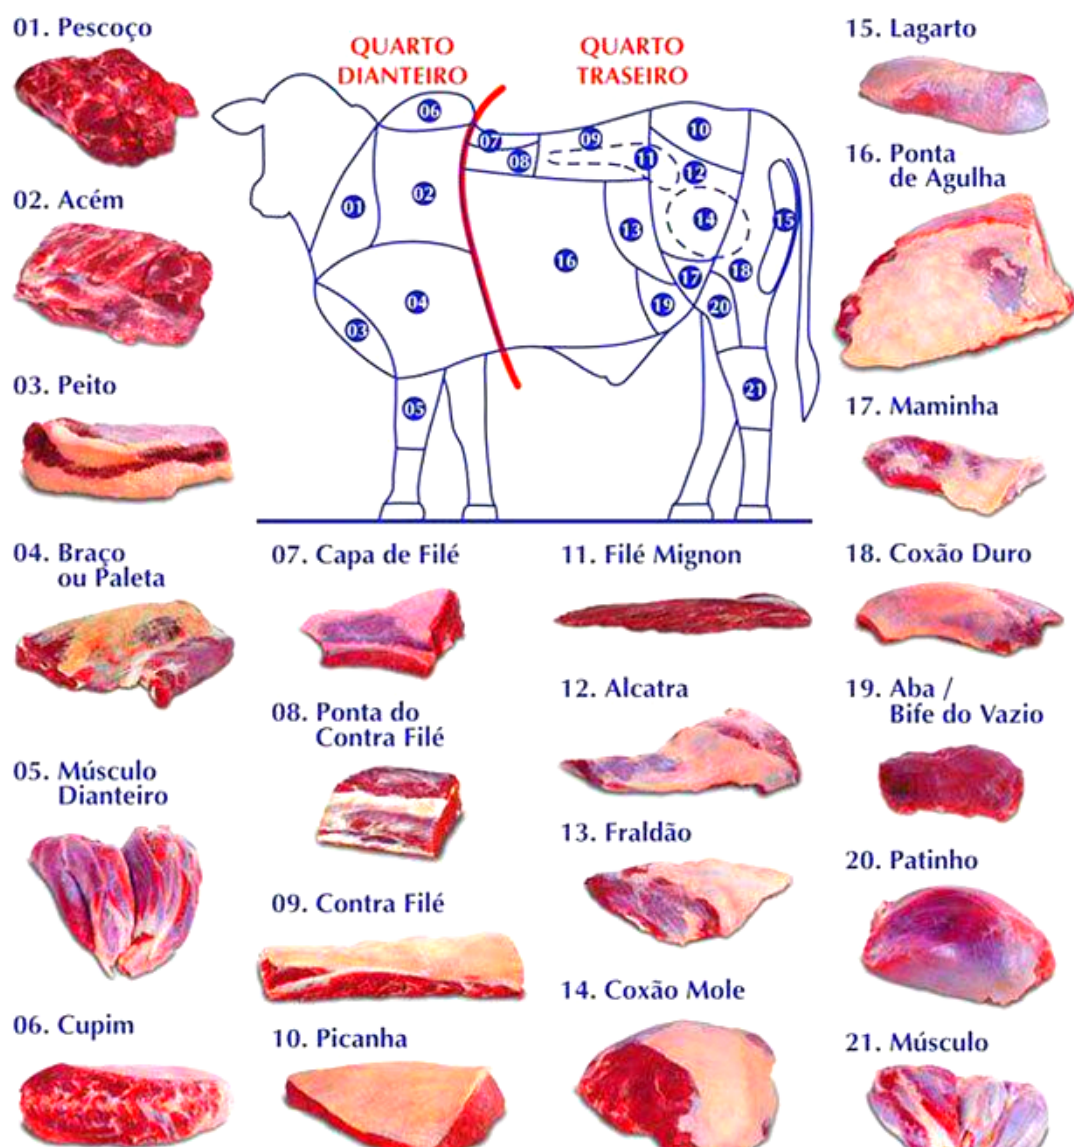 01. Pescoço
02. Acém
03. Peito
04. Braço
ou Paleta
05. Músculo
Dianteiro
06. Cupim
QUARTO
DIANTEIRO
QUARTO
TRASEIRO
06
07
09
10
08
11
12
01
02
13
14
15
16
17
18
04
19
20
03
05
21
07. Capa de Filé
08. Ponta do
Contra Filé
09. Contra Filé
10. Picanha
11. Filé Mignon
12. Alcatra
13. Fraldão
14. Coxão Mole
15. Lagarto
16. Ponta
de Agulha
17. Maminha
18. Coxão Duro
19. Aba /
Bife do Vazio
20. Patinho
21. Músculo